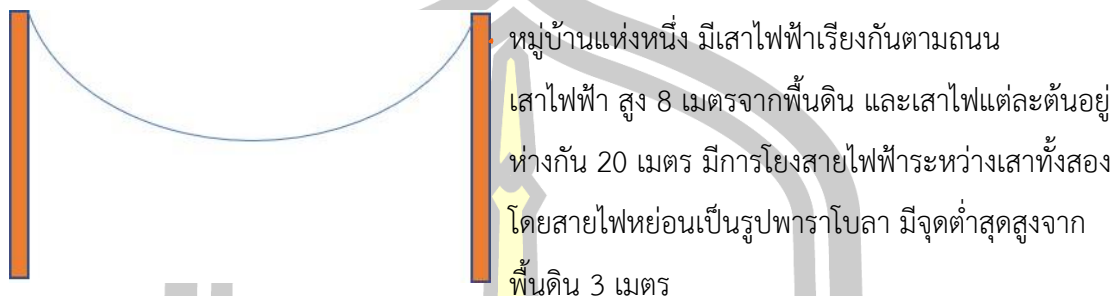 หมู่บ้านแห่งหนึ่ง มีเสาไฟฟ้าเรียงกันตามถนน
เสาไฟฟ้า สูง 8 เมตรจากพื้นดิน และเสาไฟแต่ละต้นอยู่
ห่างกัน 20 เมตร มีการโยงสายไฟฟ้าระหว่างเสาทั้งสอง
โดยสายไฟหย่อนเป็นรูปพาราโบลา มีจุดต่ำสุดสูงจาก
พื้นดิน 3 เมตร